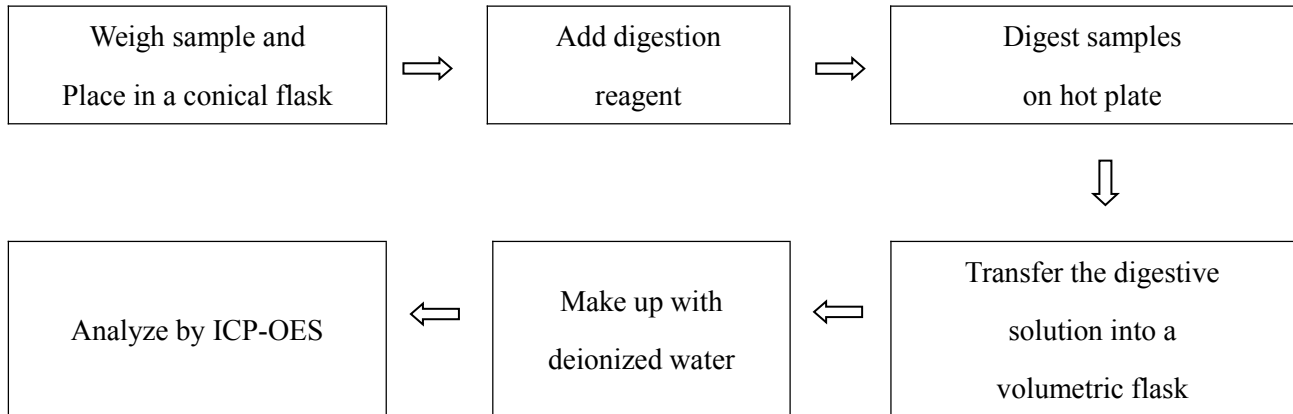 Weigh sample and
Place in a conical flask
Add digestion
reagent
Digest samples
on hot plate
Transfer the digestive
solution into a
volumetric flask
Make up with
deionized water
Analyze by ICP-OES